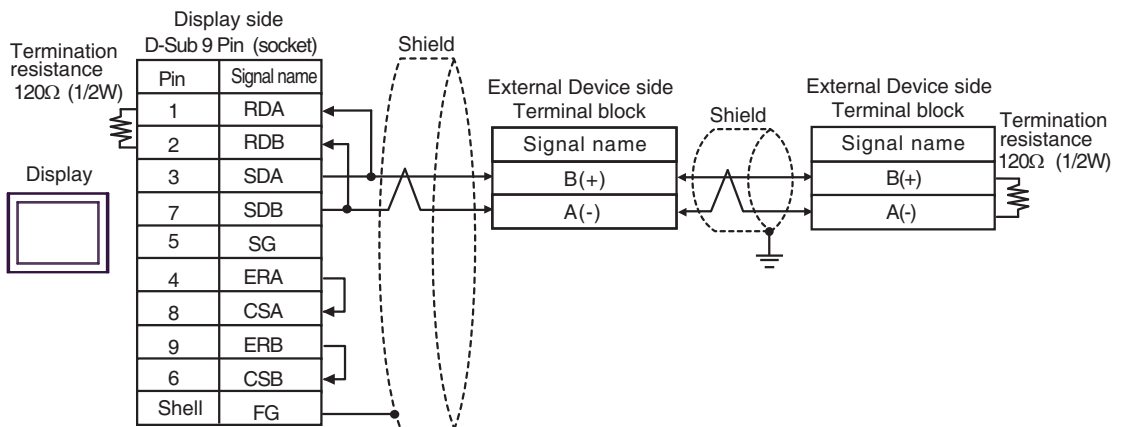 Display side
D-Sub 9 Pin (socket)
Termination
resistance
120Ω (1/2W)
Pin Signal name
1 RDA
2 RDB
3 SDA
7 SDB
5 SG
4 ERA
8 CSA
9 ERB
6 CSB
Shell FG
Display
Shield
External Device side
Terminal block
Signal name
B(+)
A(-)
Shield
External Device side
Terminal block
Signal name
B(+)
A(-)
Termination
resistance
120Ω (1/2W)